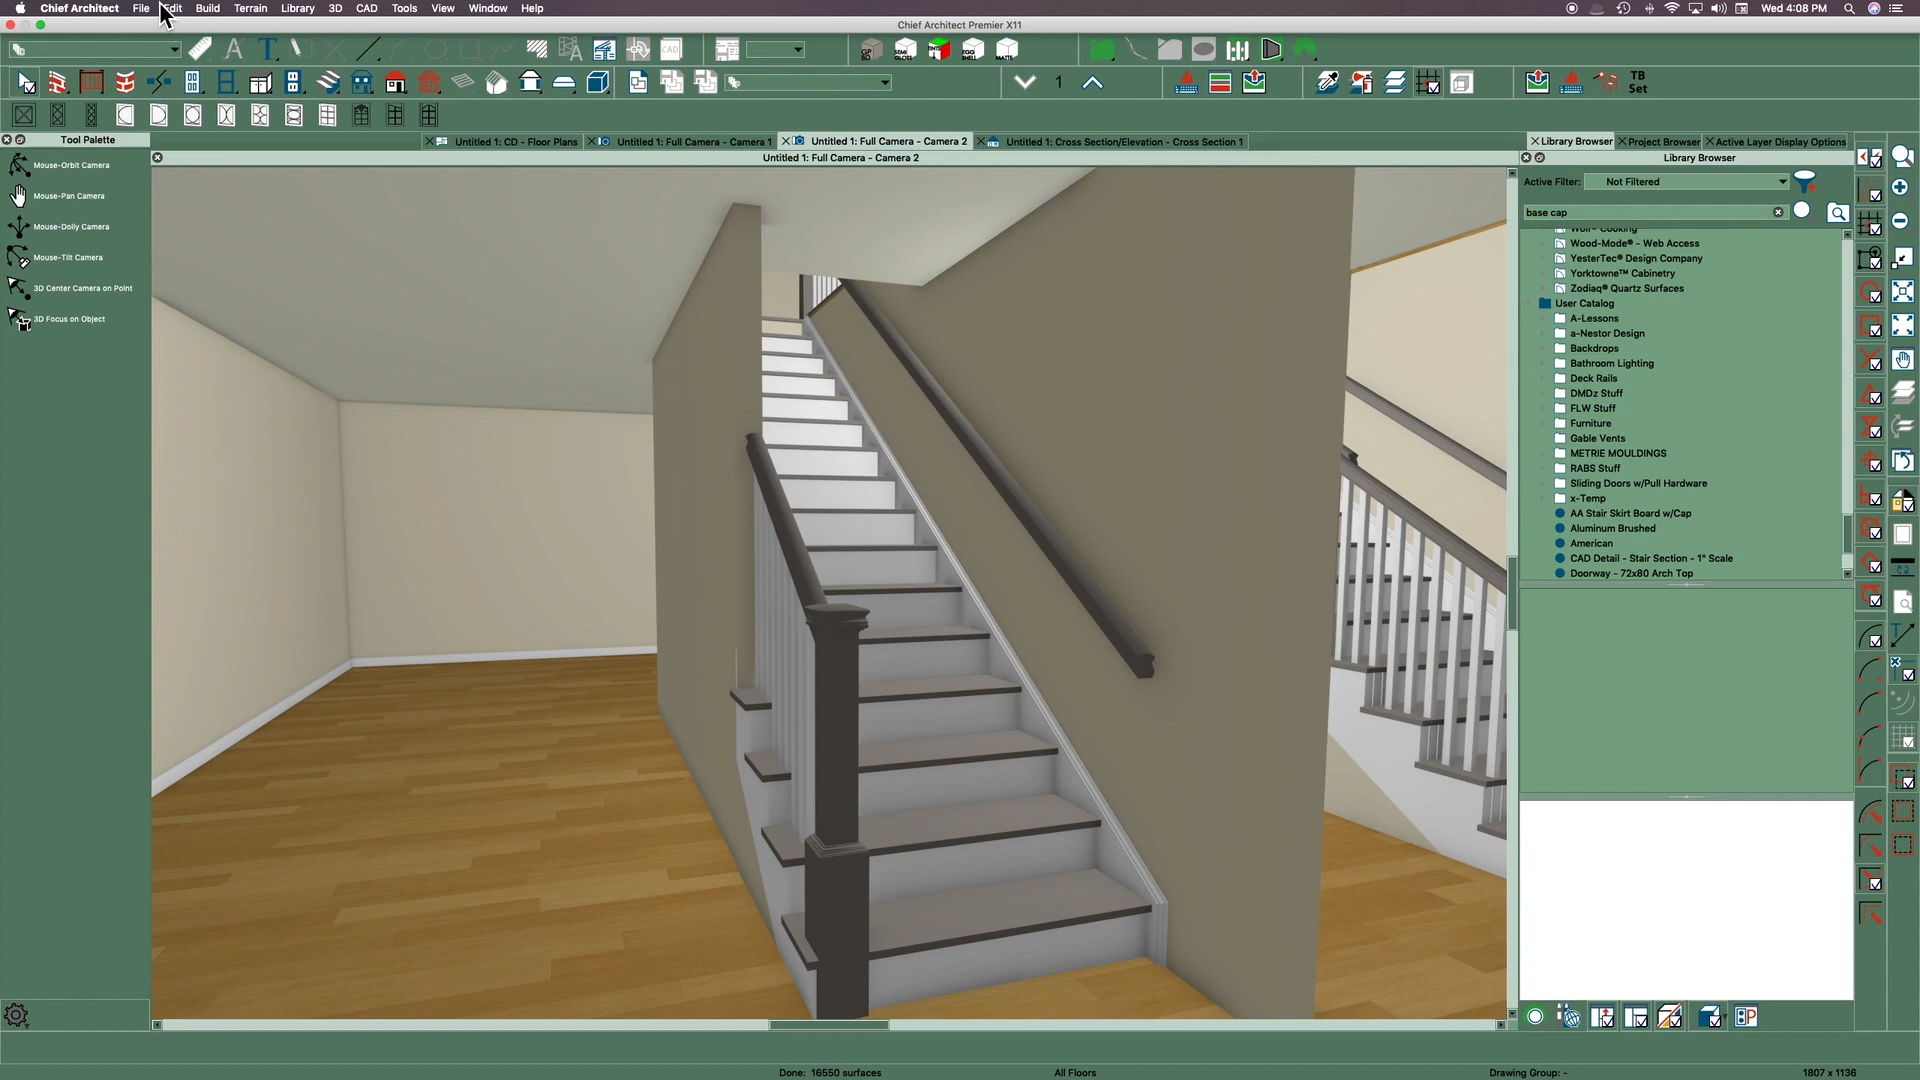 Chief Architect File Edit Build Terrain Library 3D CAD Tools View Window Help Wed 4:08 PM
Chief Architect Premier X11
1 TB
Set
Tool Palette
Untitled 1: CD - Floor Plans Untitled 1: Full Camera - Camera 1 Untitled 1: Full Camera - Camera 2 Untitled 1: Cross Section/Elevation - Cross Section 1
Library Browser Project Browser Active Layer Display Options
Untitled 1: Full Camera - Camera 2
Library Browser
Mouse-Orbit Camera
Mouse-Pan Camera
Mouse-Dolly Camera
Mouse-Tilt Camera
3D Center Camera on Point
3D Focus on Object
Active Filter: Not Filtered
base cap
Wolf® Cooking
Wood-Mode® - Web Access
YesterTec® Design Company
Yorktowne™ Cabinetry
Zodiaq® Quartz Surfaces
User Catalog
A-Lessons
a-Nestor Design
Backdrops
Bathroom Lighting
Deck Rails
DMDz Stuff
FLW Stuff
Furniture
Gable Vents
METRIE MOULDINGS
RABS Stuff
Sliding Doors w/Pull Hardware
x-Temp
AA Stair Skirt Board w/Cap
Aluminum Brushed
American
CAD Detail - Stair Section - 1" Scale
Doorway - 72x80 Arch Top
Done: 16550 surfaces
All Floors
Drawing Group: -
1807 x 1136